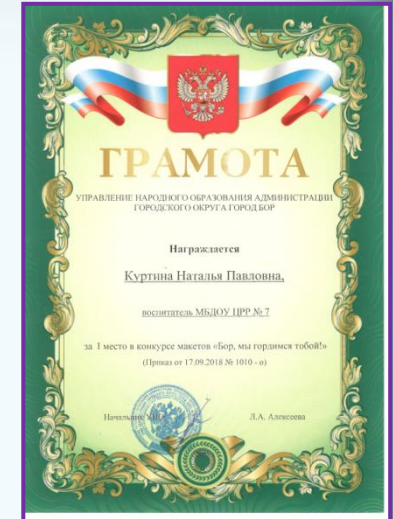 ГРАМОТА
УПРАВЛЕНИЕ НАРОДНОГО ОБРАЗОВАНИЯ АДМИНИСТРАЦИИ
ГОРОДСКОГО ОКРУГА ГОРОД БОР
Награждается
Куртина Наталья Павловна,
воспитатель МБДОУ ЦРР № 7
за I место в конкурсе макетов «Бор, мы гордимся тобой!»
(Приказ от 17.09.2018 № 1010 - о)
Начальник Л.А. Алексеева